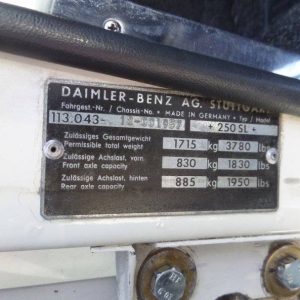 DAIMLER-BENZ AG. STUTTGART
Fahrgest.-Nr. / Chassis-No. • MADE IN GERMANY • Typ / Model
113.043- + 250 SL +
Zulässiges Gesamtgewicht
Permissible total weight 1715 kg 3780 lbs
Zulässige Achslast, vorn
Front axle capacity 830 kg 1830 lbs
Zulässige Achslast, hinten
Rear axle capacity 885 kg 1950 lbs